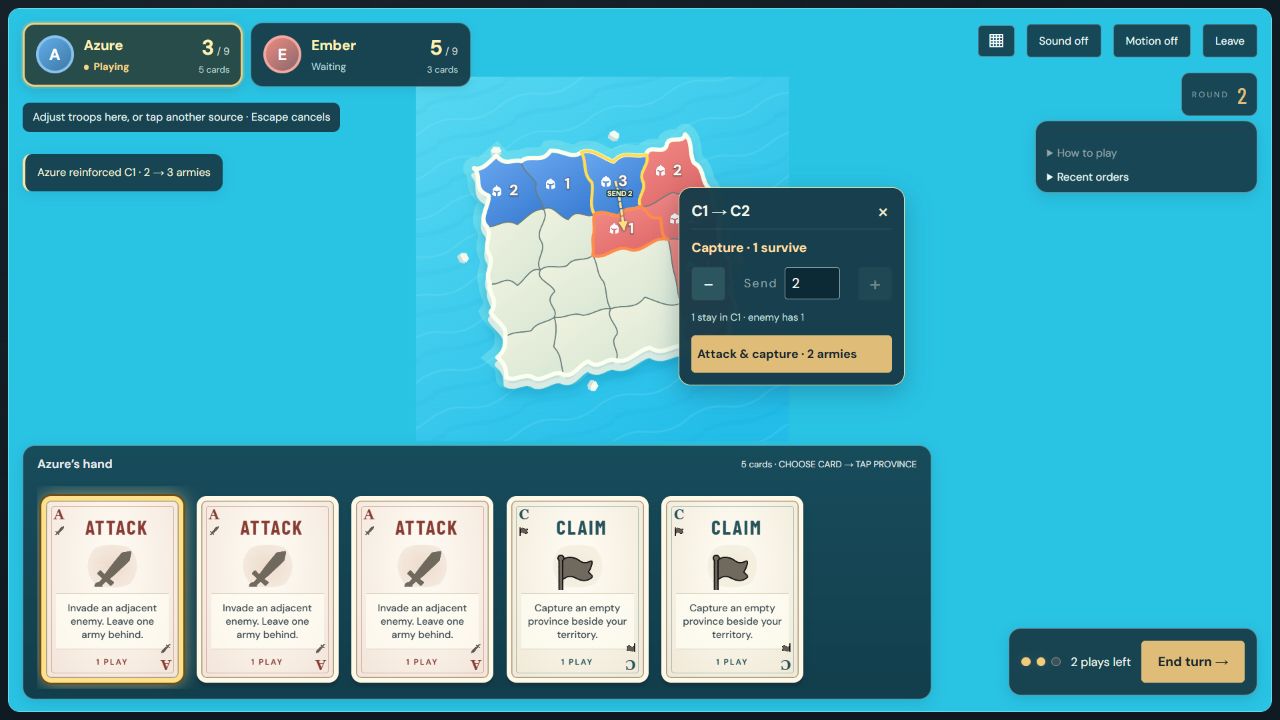 A
Azure
Playing
3 / 9
5 cards
E
Ember
Waiting
5 / 9
3 cards
Sound off
Motion off
Leave
ROUND 2
Adjust troops here, or tap another source · Escape cancels
How to play
Recent orders
Azure reinforced C1 · 2 → 3 armies
2
1
3
2
SEND 2
1
C1 → C2
×
Capture · 1 survive
−
Send
2
+
1 stay in C1 · enemy has 1
Attack & capture · 2 armies
Azure's hand
5 cards · CHOOSE CARD → TAP PROVINCE
A
ATTACK
Invade an adjacent
enemy. Leave one
army behind.
1 PLAY
A
A
ATTACK
Invade an adjacent
enemy. Leave one
army behind.
1 PLAY
A
A
ATTACK
Invade an adjacent
enemy. Leave one
army behind.
1 PLAY
A
C
CLAIM
Capture an empty
province beside your
territory.
1 PLAY
C
C
CLAIM
Capture an empty
province beside your
territory.
1 PLAY
C
2 plays left
End turn →